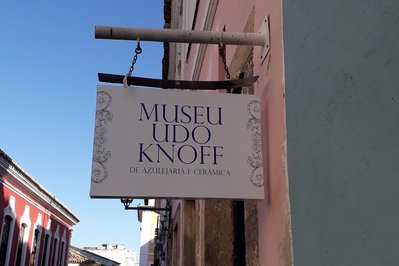 MUSEU
UDO
KNOFF
DE AZULEJARIA E CERÂMICA